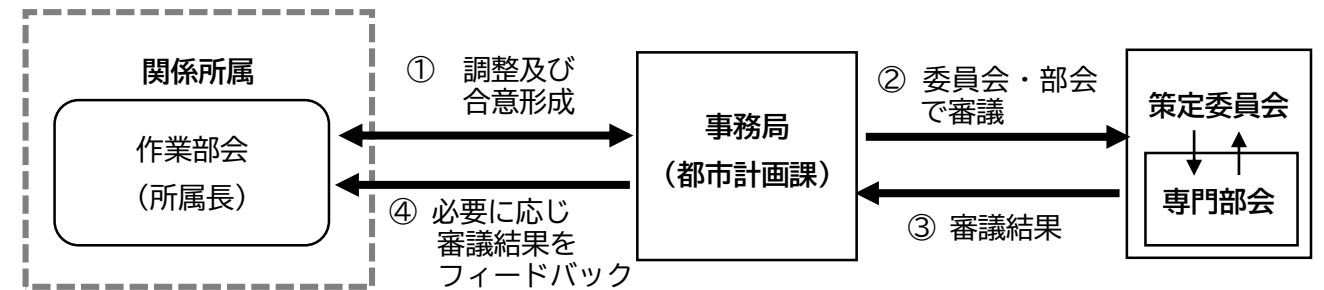 関係所属
作業部会
（所属長）
① 調整及び
合意形成
④ 必要に応じ
審議結果を
フィードバック
事務局
（都市計画課）
② 委員会・部会
で審議
③ 審議結果
策定委員会
専門部会